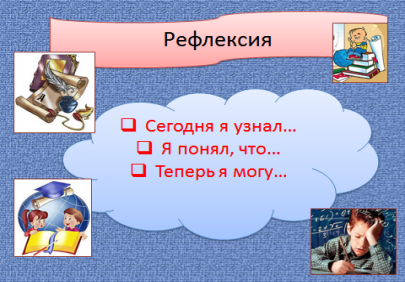 Рефлексия
❑ Сегодня я узнал...
❑ Я понял, что...
❑ Теперь я могу...